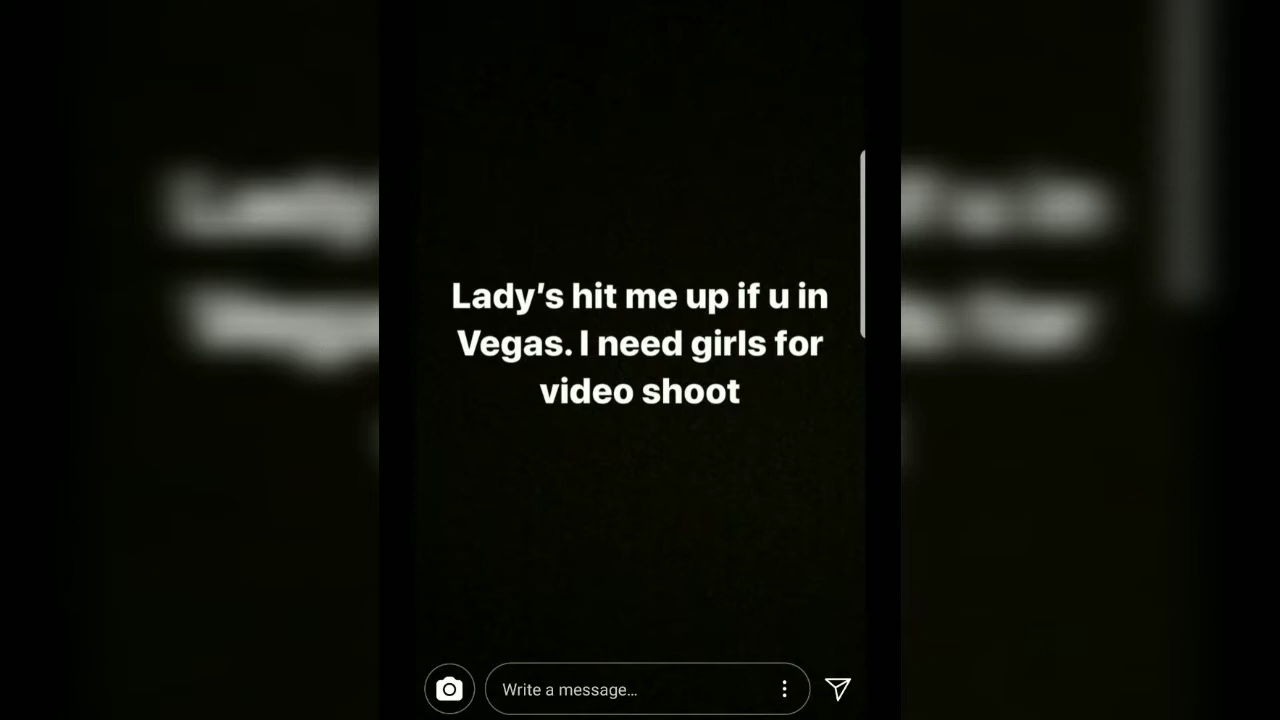 Lady's hit me up if u in
Vegas. I need girls for
video shoot
Write a message...